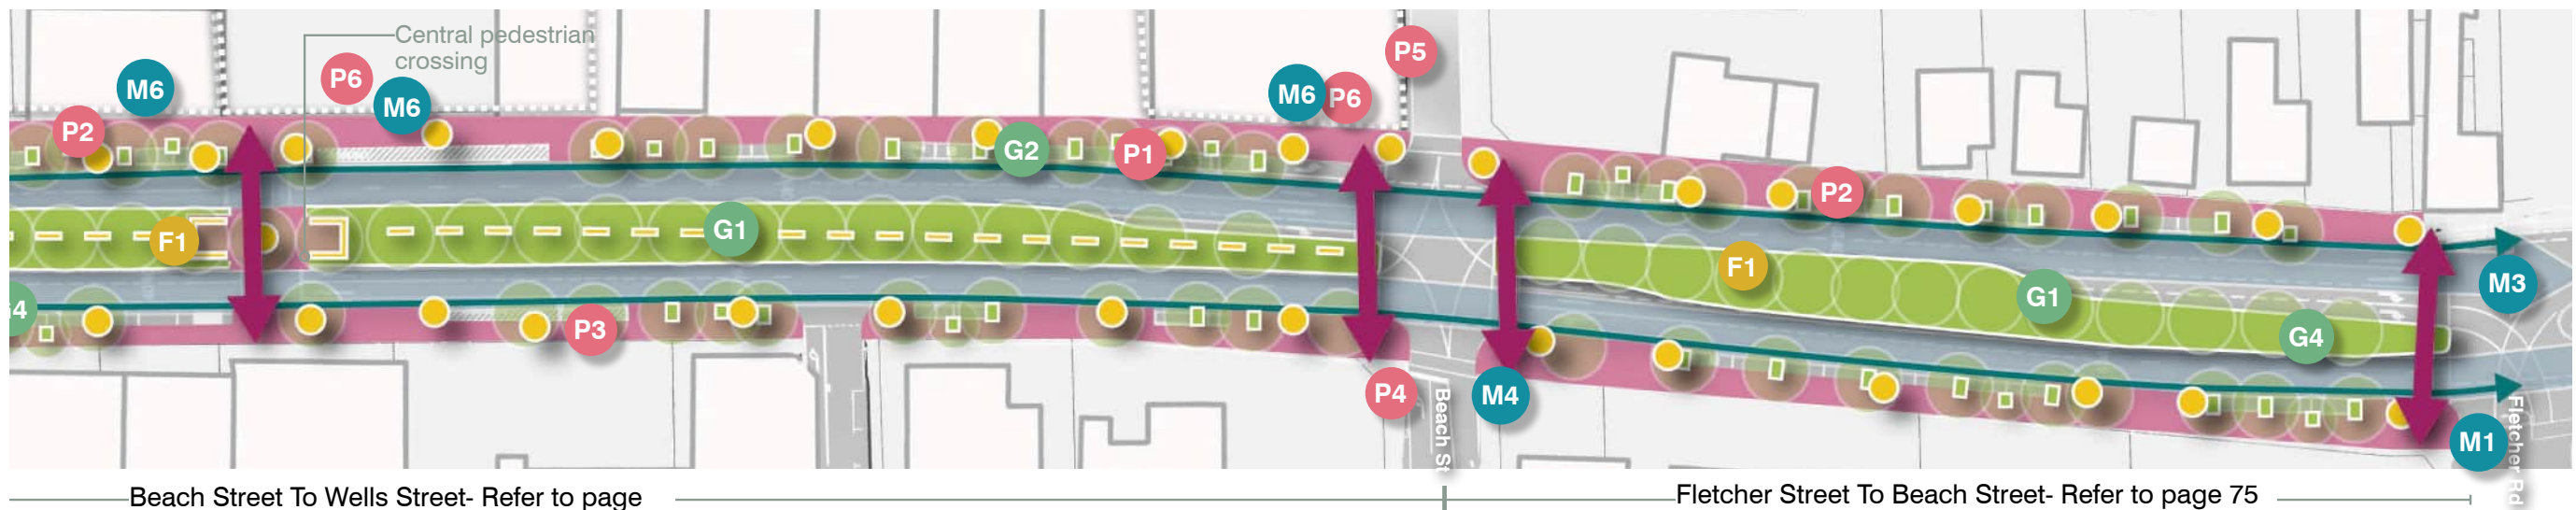 Central pedestrian
crossing
P5
P6
M6
M6
M6
P6
P2
G2
P1
P2
F1
G1
F1
G1
M3
G4
P3
G4
P4
M4
M1
Beach St
Fletcher Rd
Beach Street To Wells Street- Refer to page
Fletcher Street To Beach Street- Refer to page 75